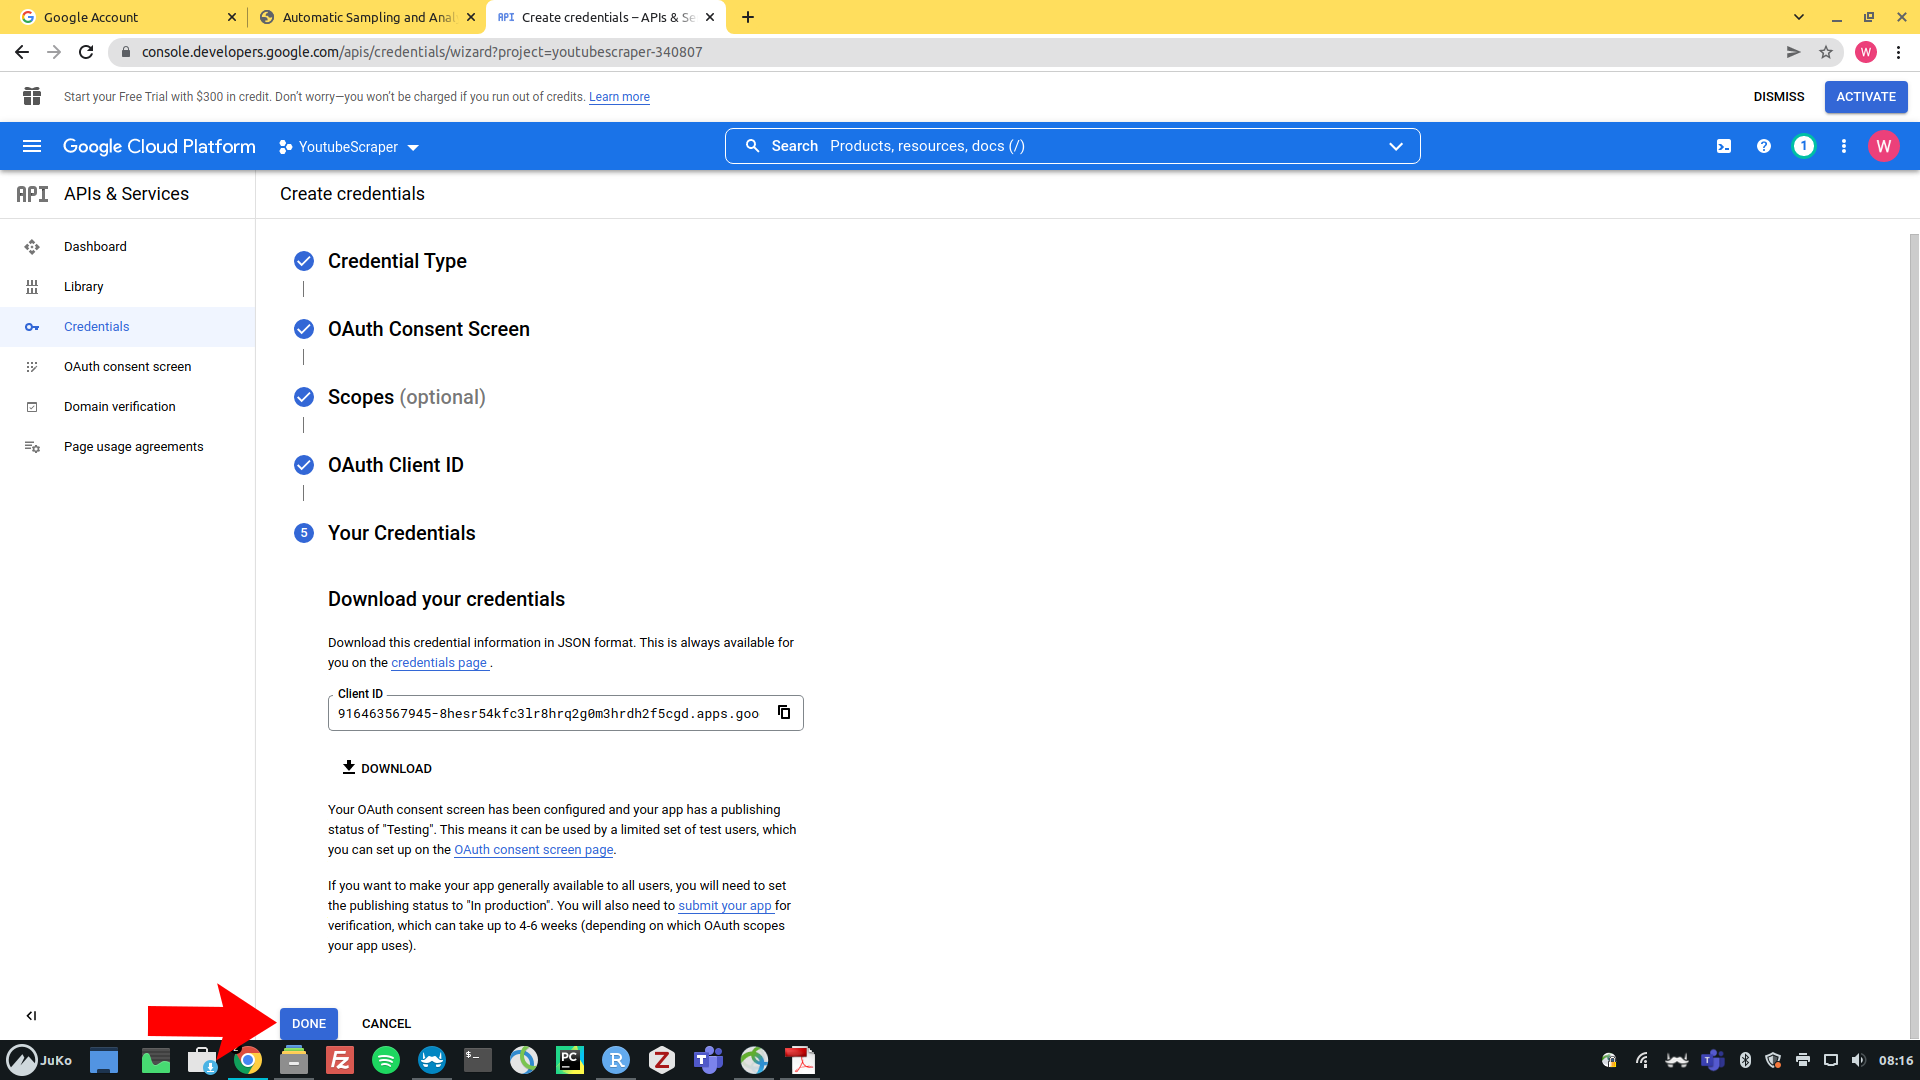 Google Account
Automatic Sampling and Anal
API Create credentials – APIs & Se
console.developers.google.com/apis/credentials/wizard?project=youtubescraper-340807
W
Start your Free Trial with $300 in credit. Don't worry—you won't be charged if you run out of credits. Learn more
DISMISS
ACTIVATE
Google Cloud Platform
YoutubeScraper
Search Products, resources, docs (/)
1
W
API APIs & Services
Create credentials
Dashboard
Library
Credentials
OAuth consent screen
Domain verification
Page usage agreements
Credential Type
OAuth Consent Screen
Scopes (optional)
OAuth Client ID
5 Your Credentials
Download your credentials
Download this credential information in JSON format. This is always available for
you on the credentials page .
Client ID
916463567945-8hesr54kfc3lr8hrq2g0m3hrdh2f5cgd.apps.goo
DOWNLOAD
Your OAuth consent screen has been configured and your app has a publishing
status of "Testing". This means it can be used by a limited set of test users, which
you can set up on the OAuth consent screen page.
If you want to make your app generally available to all users, you will need to set
the publishing status to "In production". You will also need to submit your app for
verification, which can take up to 4-6 weeks (depending on which OAuth scopes
your app uses).
DONE
CANCEL
JuKo
FZ
$_
PC
R
Z
T
08:16